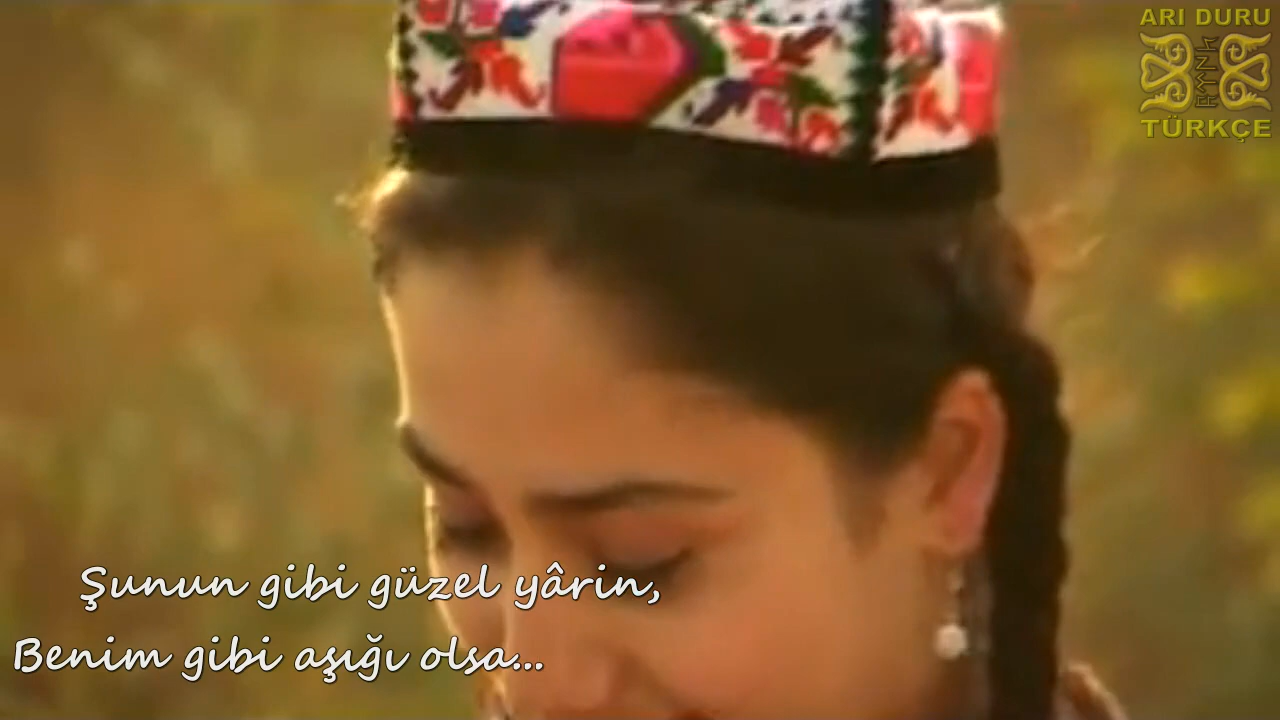 ARI DURU
TÜRKÇE
Şunun gibi güzel yârin,
Benim gibi aşığı olsa...